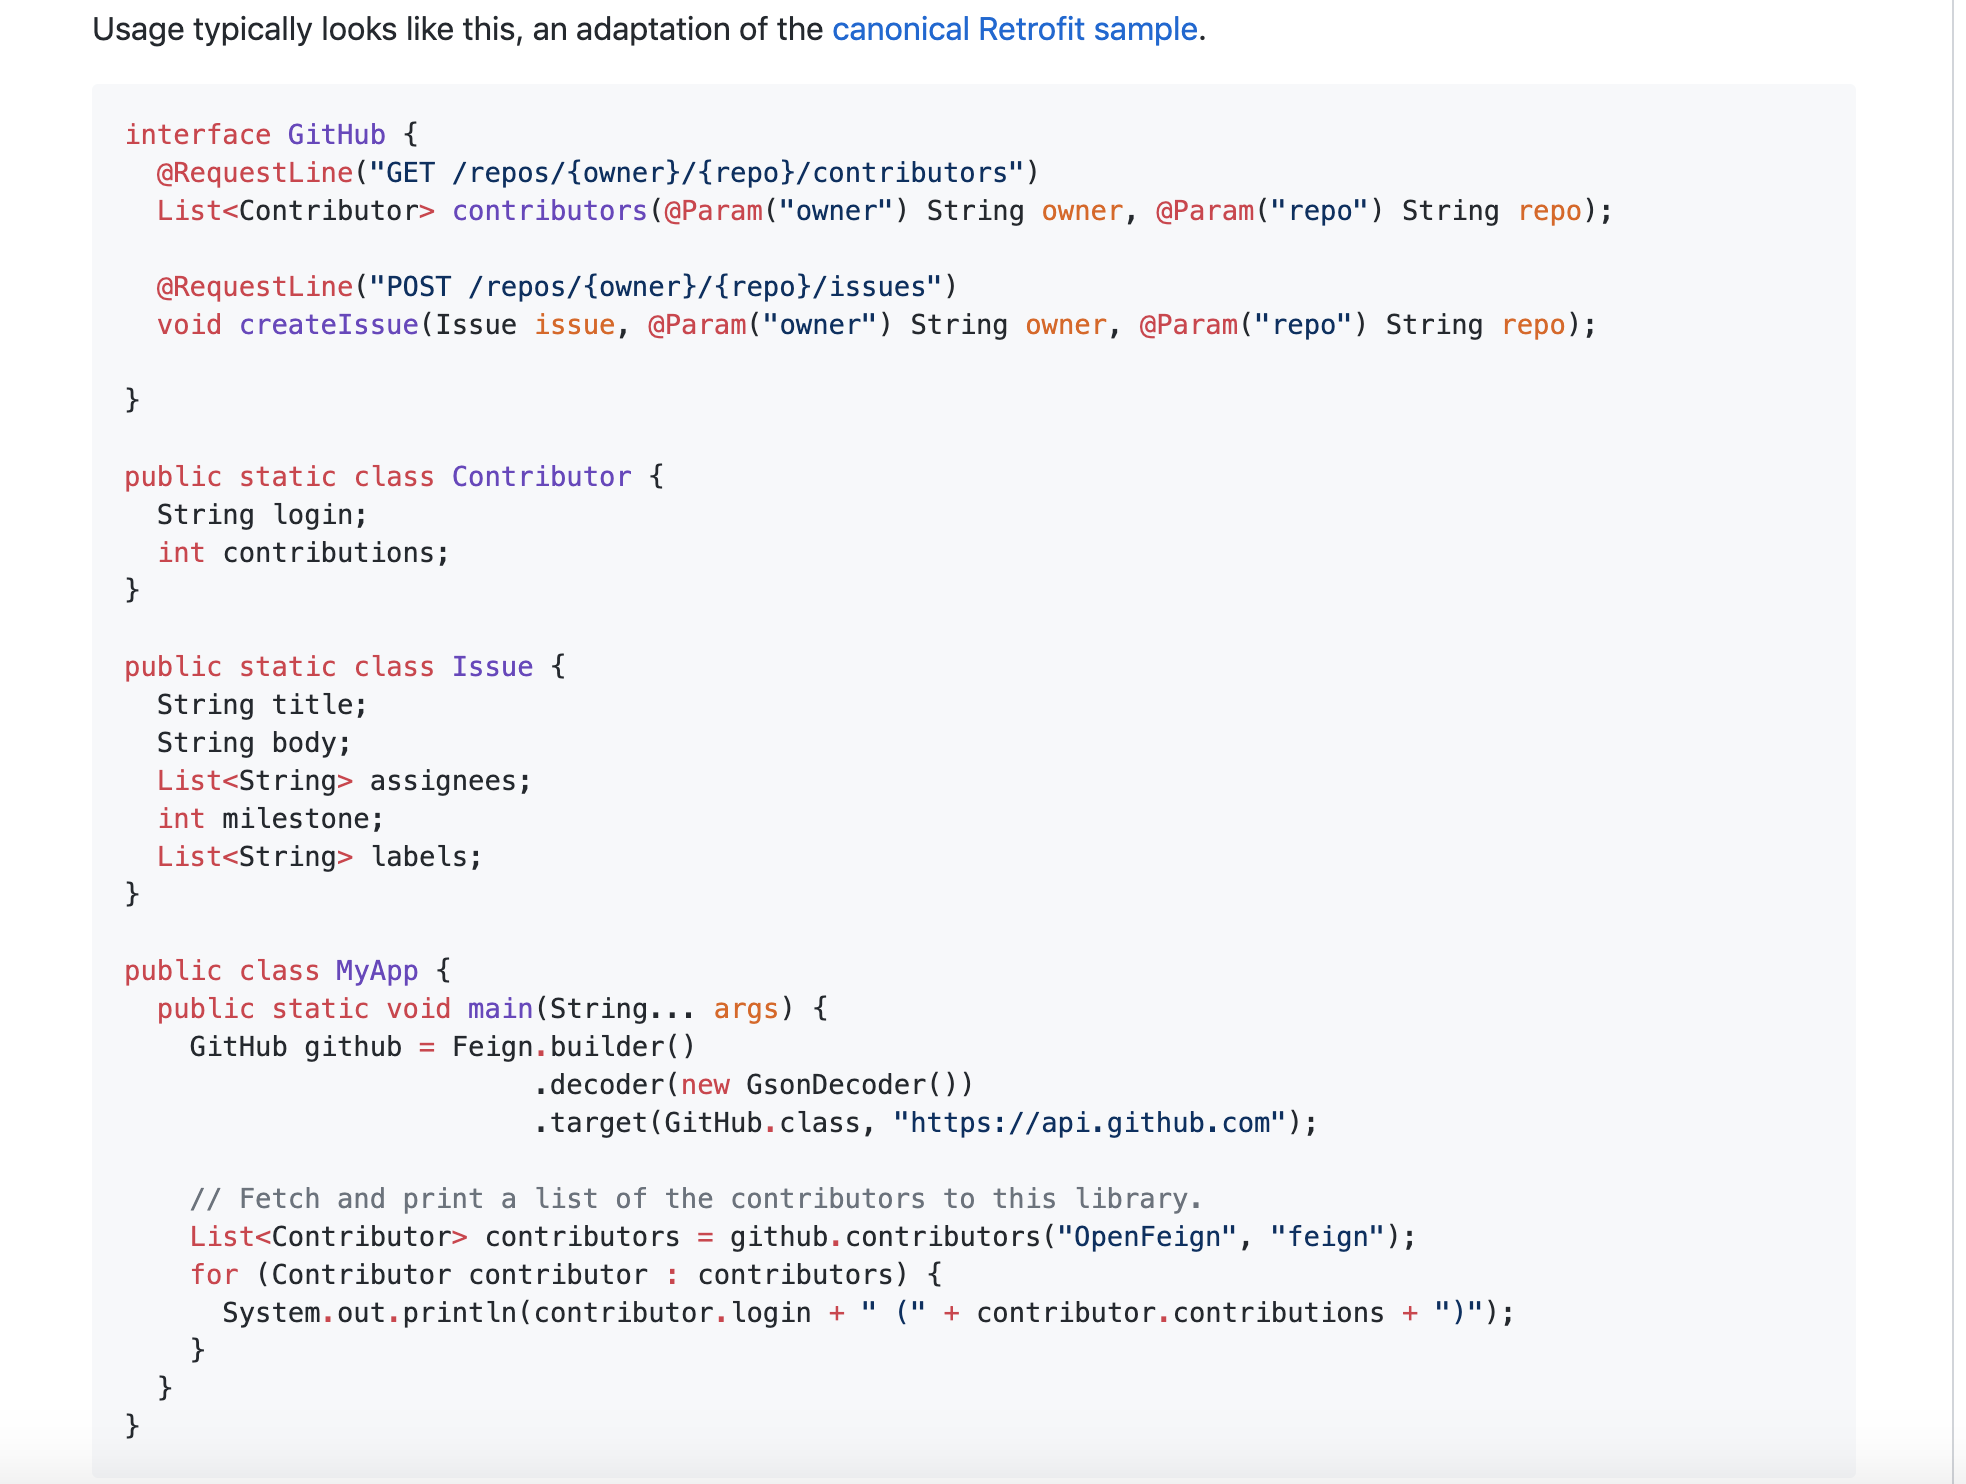 Usage typically looks like this, an adaptation of the canonical Retrofit sample.
interface GitHub {
  @RequestLine("GET /repos/{owner}/{repo}/contributors")
  List<Contributor> contributors(@Param("owner") String owner, @Param("repo") String repo);

  @RequestLine("POST /repos/{owner}/{repo}/issues")
  void createIssue(Issue issue, @Param("owner") String owner, @Param("repo") String repo);

}

public static class Contributor {
  String login;
  int contributions;
}

public static class Issue {
  String title;
  String body;
  List<String> assignees;
  int milestone;
  List<String> labels;
}

public class MyApp {
  public static void main(String... args) {
    GitHub github = Feign.builder()
                         .decoder(new GsonDecoder())
                         .target(GitHub.class, "https://api.github.com");

    // Fetch and print a list of the contributors to this library.
    List<Contributor> contributors = github.contributors("OpenFeign", "feign");
    for (Contributor contributor : contributors) {
      System.out.println(contributor.login + " (" + contributor.contributions + ")");
    }
  }
}